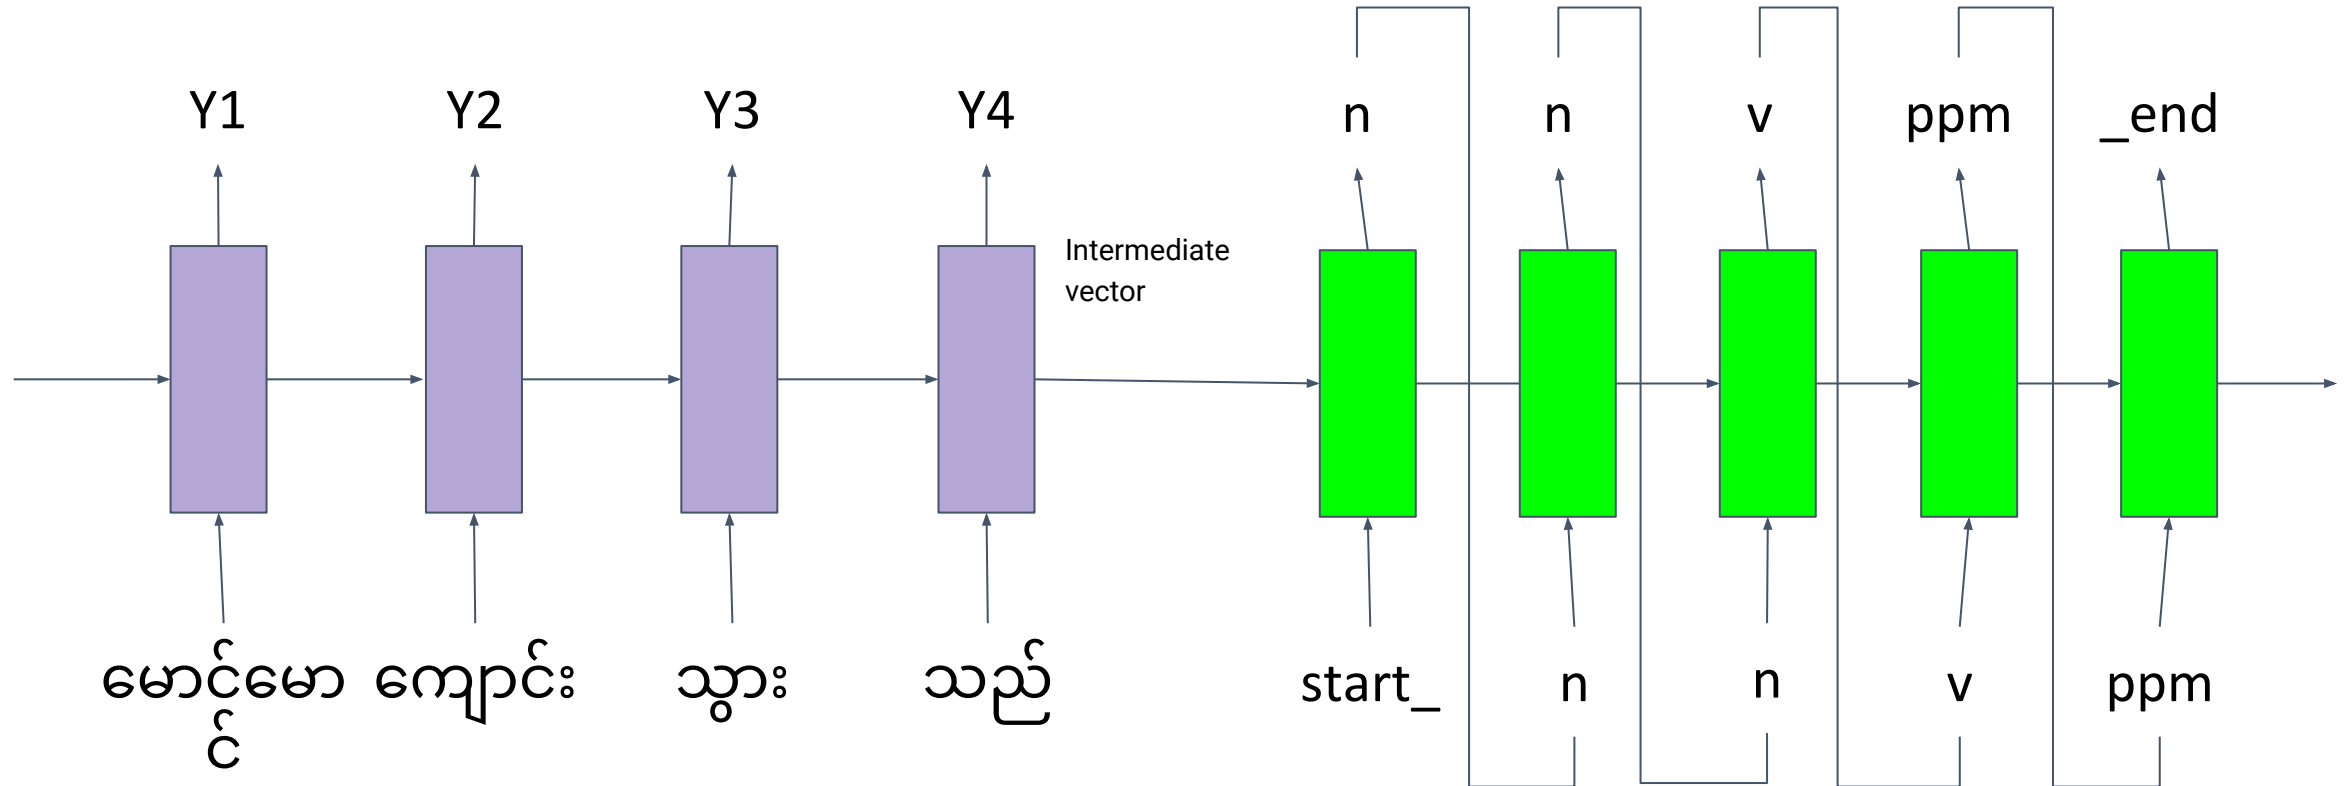 Y1 Y2 Y3 Y4 n n v ppm _end
Intermediate
vector
မောင်မော ကျောင်း သွား သည် start_ n n v ppm
င်